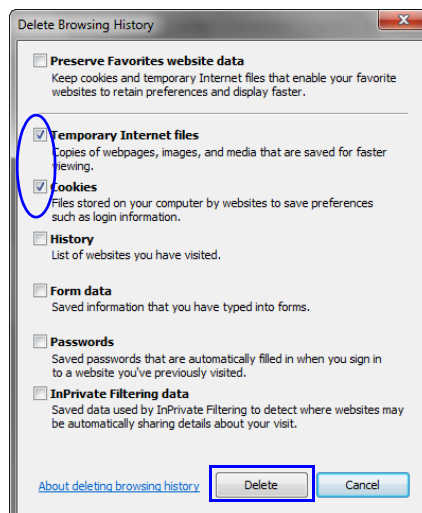 Delete Browsing History
Preserve Favorites website data
Keep cookies and temporary Internet files that enable your favorite
websites to retain preferences and display faster.
Temporary Internet files
Copies of webpages, images, and media that are saved for faster
viewing.
Cookies
Files stored on your computer by websites to save preferences
such as login information.
History
List of websites you have visited.
Form data
Saved information that you have typed into forms.
Passwords
Saved passwords that are automatically filled in when you sign in
to a website you've previously visited.
InPrivate Filtering data
Saved data used by InPrivate Filtering to detect where websites may
be automatically sharing details about your visit.
About deleting browsing history
Delete
Cancel